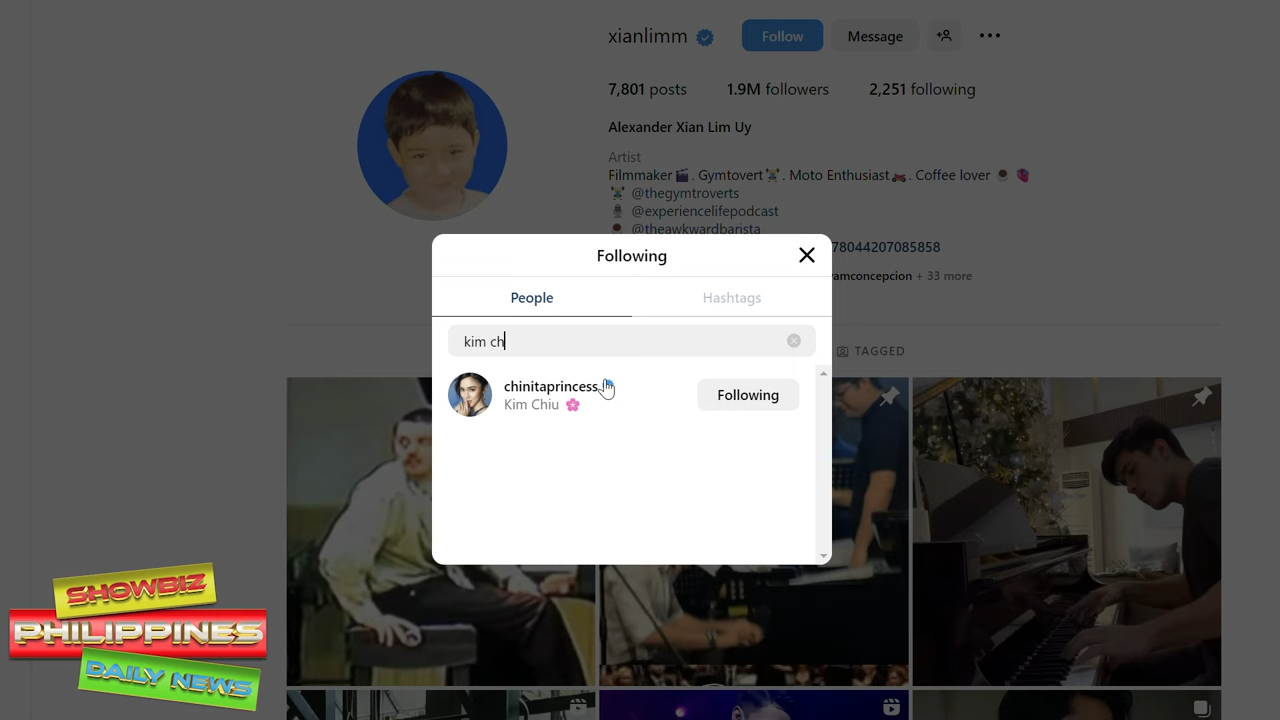 xianlimm
Follow
Message
7,801 posts
1.9M followers
2,251 following
Alexander Xian Lim Uy
Artist
Filmmaker🎬. Gymtovert🏋️. Moto Enthusiast🏍️. Coffee lover
@thegymtroverts
@experiencelifepodcast
@theawkwardbarista
78044207085858
amconcepcion + 33 more
Following
People
Hashtags
kim ch
chinitaprincess
Kim Chiu 🌸
Following
TAGGED
SHOWBIZ
PHILIPPINES
DAILY NEWS